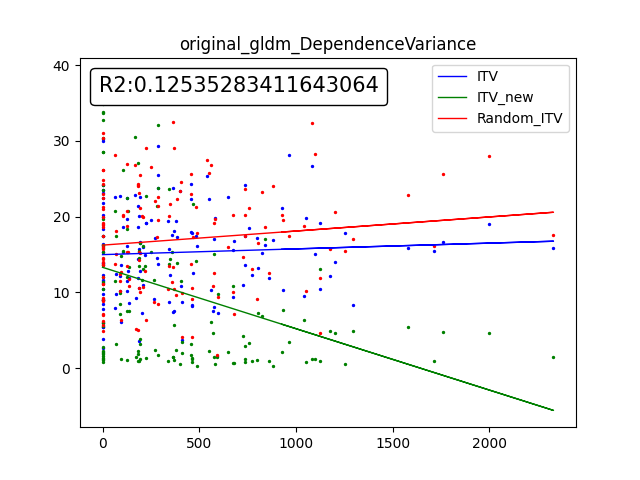 original_gldm_DependenceVariance
R2:0.12535283411643064
ITV
ITV_new
Random_ITV
40
30
20
10
0
0 500 1000 1500 2000